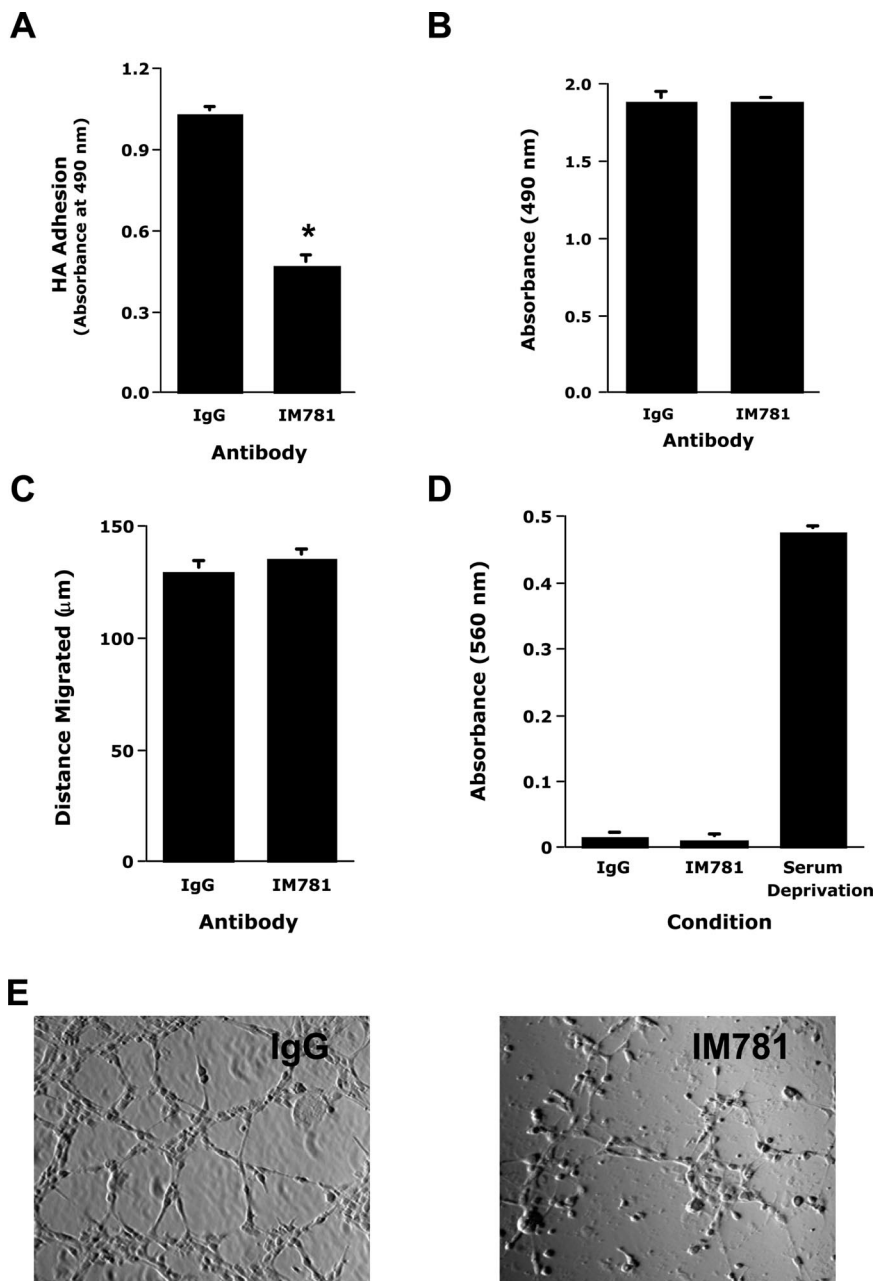 A
HA Adhesion
(Absorbance at 490 nm)
1.2
0.9
0.6
0.3
0.0
*
IgG IM781
Antibody
B
Absorbance (490 nm)
2.0
1.5
1.0
0.5
0.0
IgG IM781
Antibody
C
Distance Migrated (μm)
150
100
50
0
IgG IM781
Antibody
D
Absorbance (560 nm)
0.5
0.4
0.3
0.2
0.1
0
IgG IM781 Serum
Deprivation
Condition
E
IgG
IM781